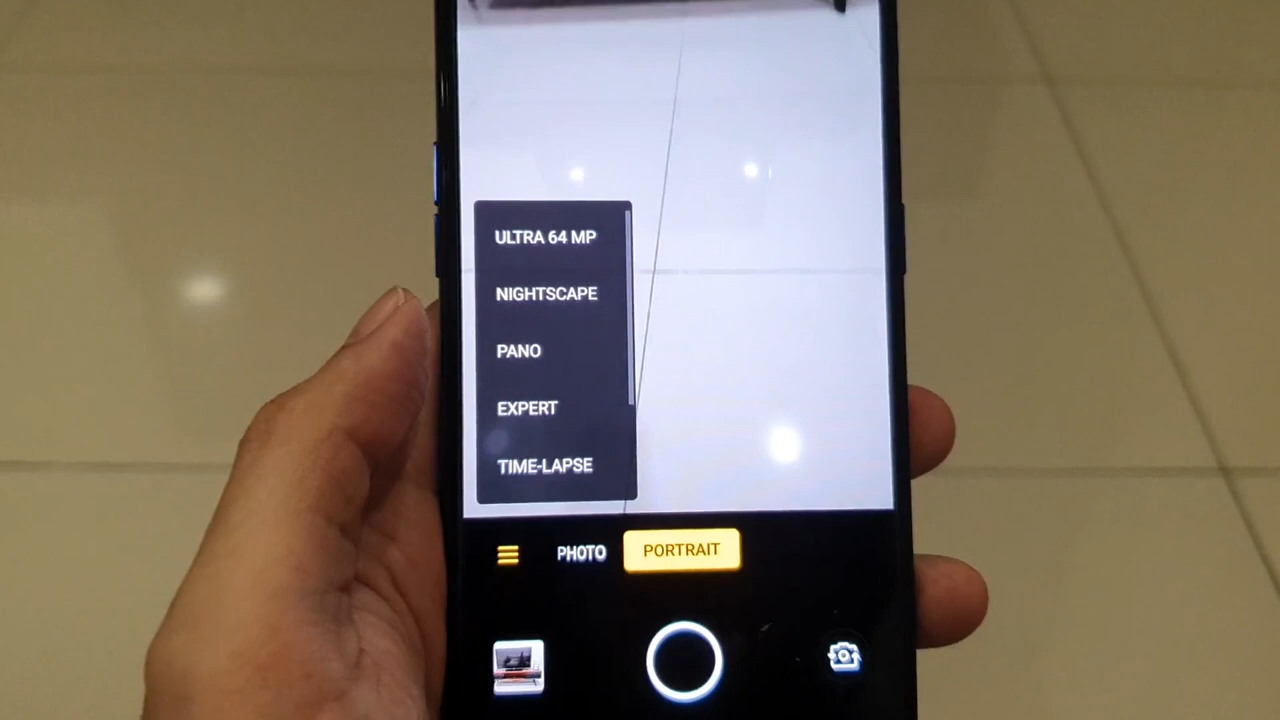 ULTRA 64 MP
NIGHTSCAPE
PANO
EXPERT
TIME-LAPSE
PHOTO PORTRAIT